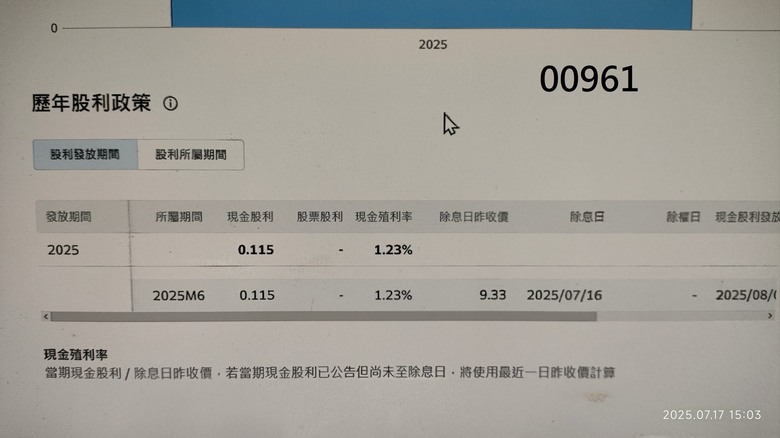 0
2025
00961
歷年股利政策
股利發放期間 股利所屬期間
發放期間 所屬期間 現金股利 股票股利 現金殖利率 除息日昨收價 除息日 除權日 現金股利發放
2025 0.115 - 1.23%
2025M6 0.115 - 1.23% 9.33 2025/07/16 - 2025/08/
現金殖利率
當期現金股利 / 除息日昨收價，若當期現金股利已公告但尚未至除息日，將使用最近一日昨收價計算
2025.07.17 15:03